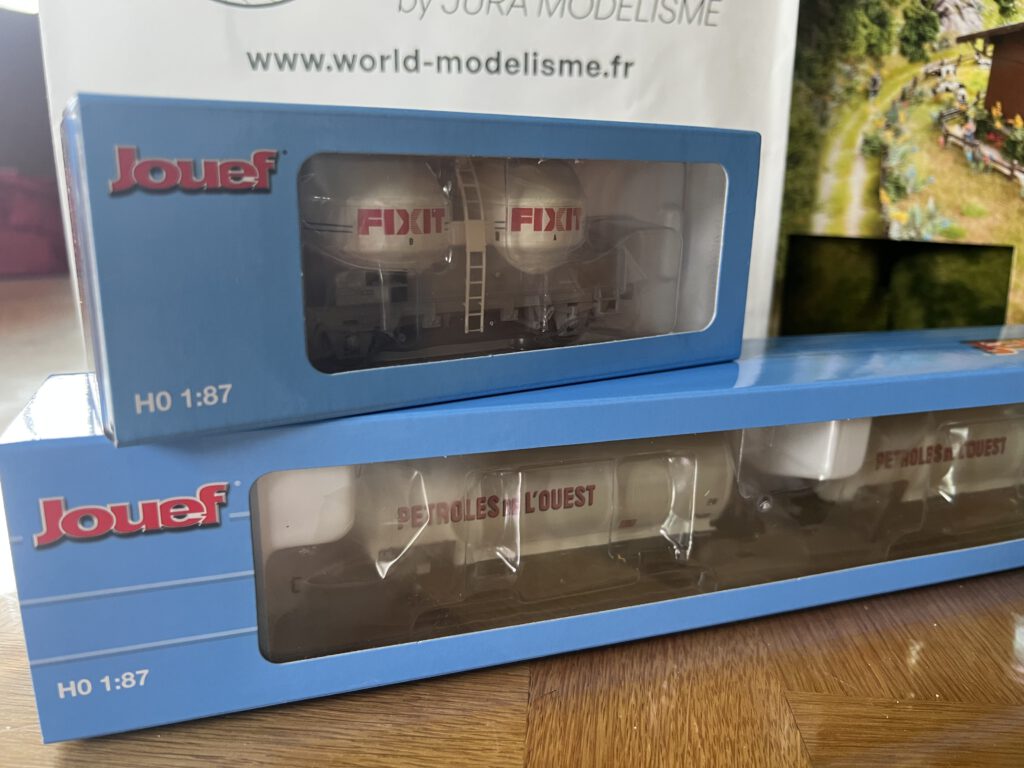 by JURA MODELISME
www.world-modelisme.fr
Jouef
FIXIT
FIXIT
B
A
H0 1:87
Jouef
PETROLES DE L'OUEST
PETROLES DE L'OUEST
H0 1:87